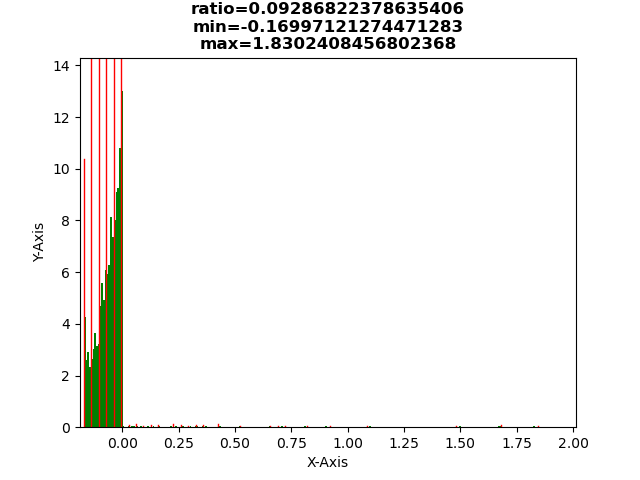 ratio=0.09286822378635406
min=-0.16997121274471283
max=1.8302408456802368
14
12
10
8
6
4
2
0
Y-Axis
0.00 0.25 0.50 0.75 1.00 1.25 1.50 1.75 2.00
X-Axis